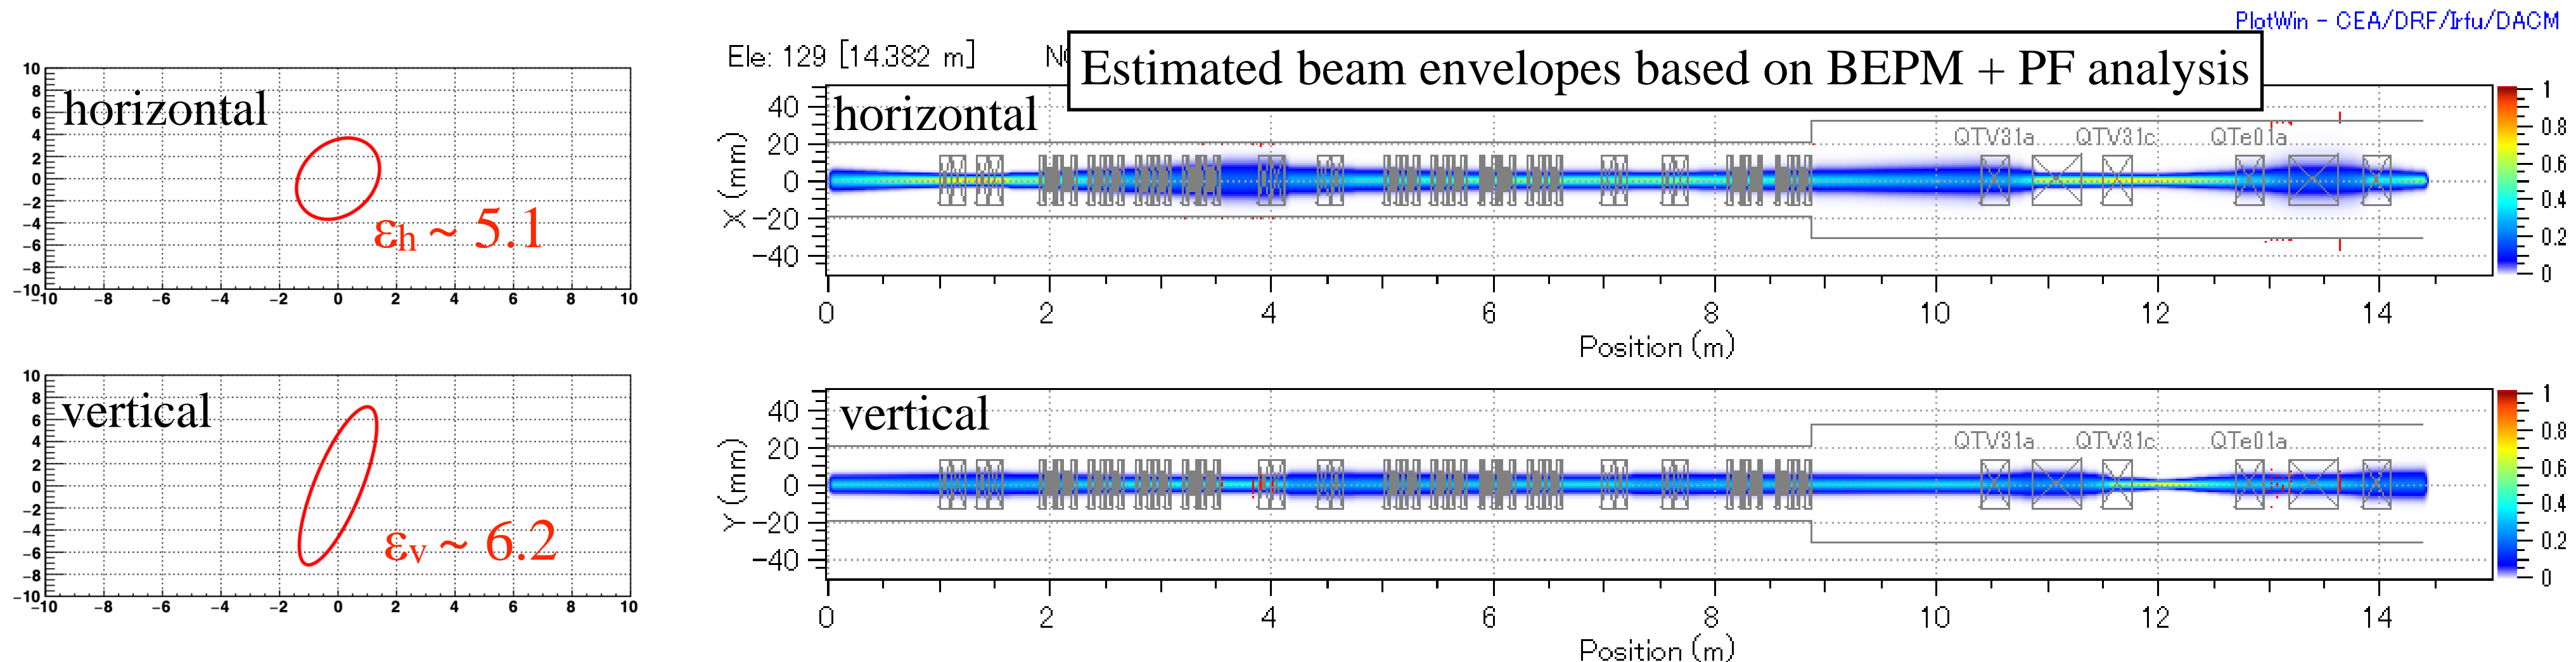 PlotWin - CEA/DRF/Irfu/DACM
Ele: 129 [14.382 m]
Estimated beam envelopes based on BEPM + PF analysis
horizontal
10
8
6
4
2
0
-2
-4
-6
-8
-10
-10 -8 -6 -4 -2 0 2 4 6 8 10
εh ~ 5.1
horizontal
X (mm)
40
20
0
-20
-40
QTV31a QTV31c QTe01a
0 2 4 6 8 10 12 14
Position (m)
1
0.8
0.6
0.4
0.2
0
vertical
10
8
6
4
2
0
-2
-4
-6
-8
-10
-10 -8 -6 -4 -2 0 2 4 6 8 10
εv ~ 6.2
vertical
Y (mm)
40
20
0
-20
-40
QTV31a QTV31c QTe01a
0 2 4 6 8 10 12 14
Position (m)
1
0.8
0.6
0.4
0.2
0